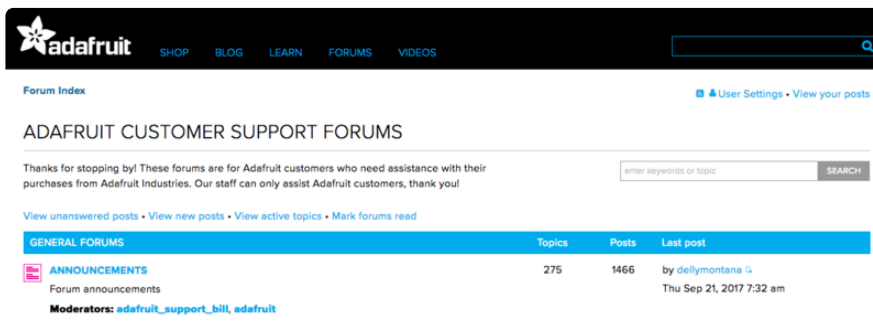 adafruit SHOP BLOG LEARN FORUMS VIDEOS
Forum Index
User Settings • View your posts
ADAFRUIT CUSTOMER SUPPORT FORUMS
Thanks for stopping by! These forums are for Adafruit customers who need assistance with their
purchases from Adafruit Industries. Our staff can only assist Adafruit customers, thank you!
enter keywords or topic SEARCH
View unanswered posts • View new posts • View active topics • Mark forums read
GENERAL FORUMS Topics Posts Last post
ANNOUNCEMENTS 275 1466 by dellymontana
Forum announcements Thu Sep 21, 2017 7:32 am
Moderators: adafruit_support_bill, adafruit